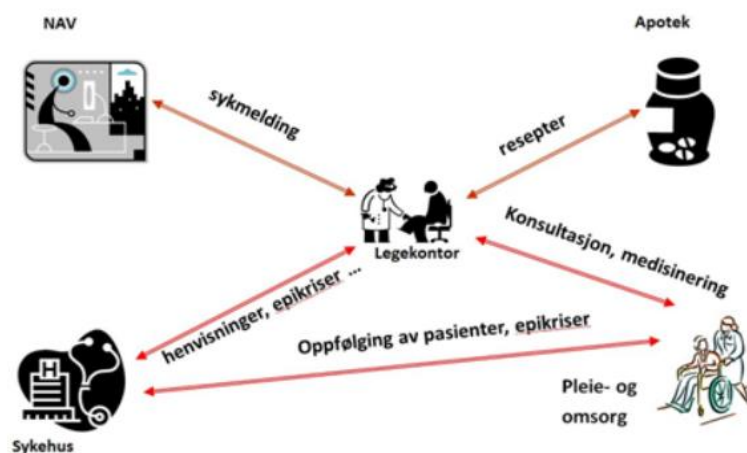 NAV
Apotek
sykmelding
resepter
Legekontor
Konsultasjon, medisinering
henvisninger, epikriser ...
Oppfølging av pasienter, epikriser
H
Pleie- og
omsorg
Sykehus